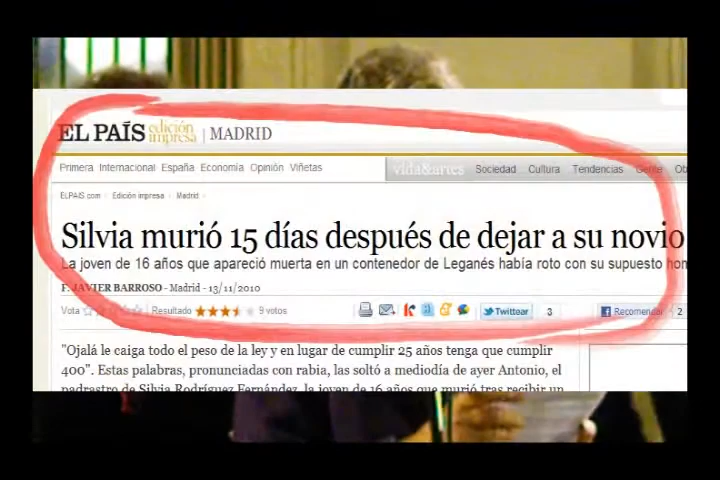 EL PAÍS edición impresa | MADRID
Primera Internacional España Economía Opinión Viñetas vida&artes Sociedad Cultura Tendencias Gente
ELPAIS.com Edición impresa Madrid
Silvia murió 15 días después de dejar a su novio
La joven de 16 años que apareció muerta en un contenedor de Leganés había roto con su supuesto
F. JAVIER BARROSO - Madrid - 13/11/2010
Vota Resultado 9 votos Twittear 3 Recomendar 2
"Ojalá le caiga todo el peso de la ley y en lugar de cumplir 25 años tenga que cumplir
400". Estas palabras, pronunciadas con rabia, las soltó a mediodía de ayer Antonio, el
padrastro de Silvia Rodríguez Fernández, la joven de 16 años que murió tras recibir un